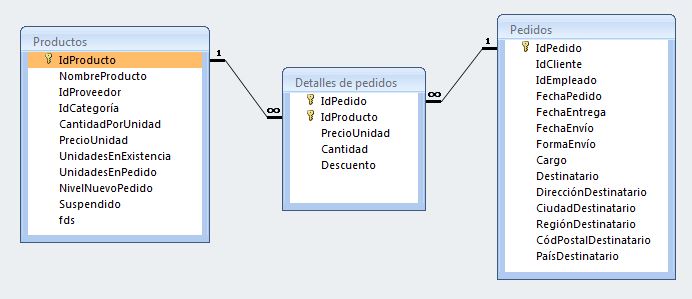 Productos
IdProducto
NombreProducto
IdProveedor
IdCategoría
CantidadPorUnidad
PrecioUnidad
UnidadesEnExistencia
UnidadesEnPedido
NivelNuevoPedido
Suspendido
fds
1
∞
Detalles de pedidos
IdPedido
IdProducto
PrecioUnidad
Cantidad
Descuento
∞
1
Pedidos
IdPedido
IdCliente
IdEmpleado
FechaPedido
FechaEntrega
FechaEnvío
FormaEnvío
Cargo
Destinatario
DirecciónDestinatario
CiudadDestinatario
RegiónDestinatario
CódPostalDestinatario
PaísDestinatario